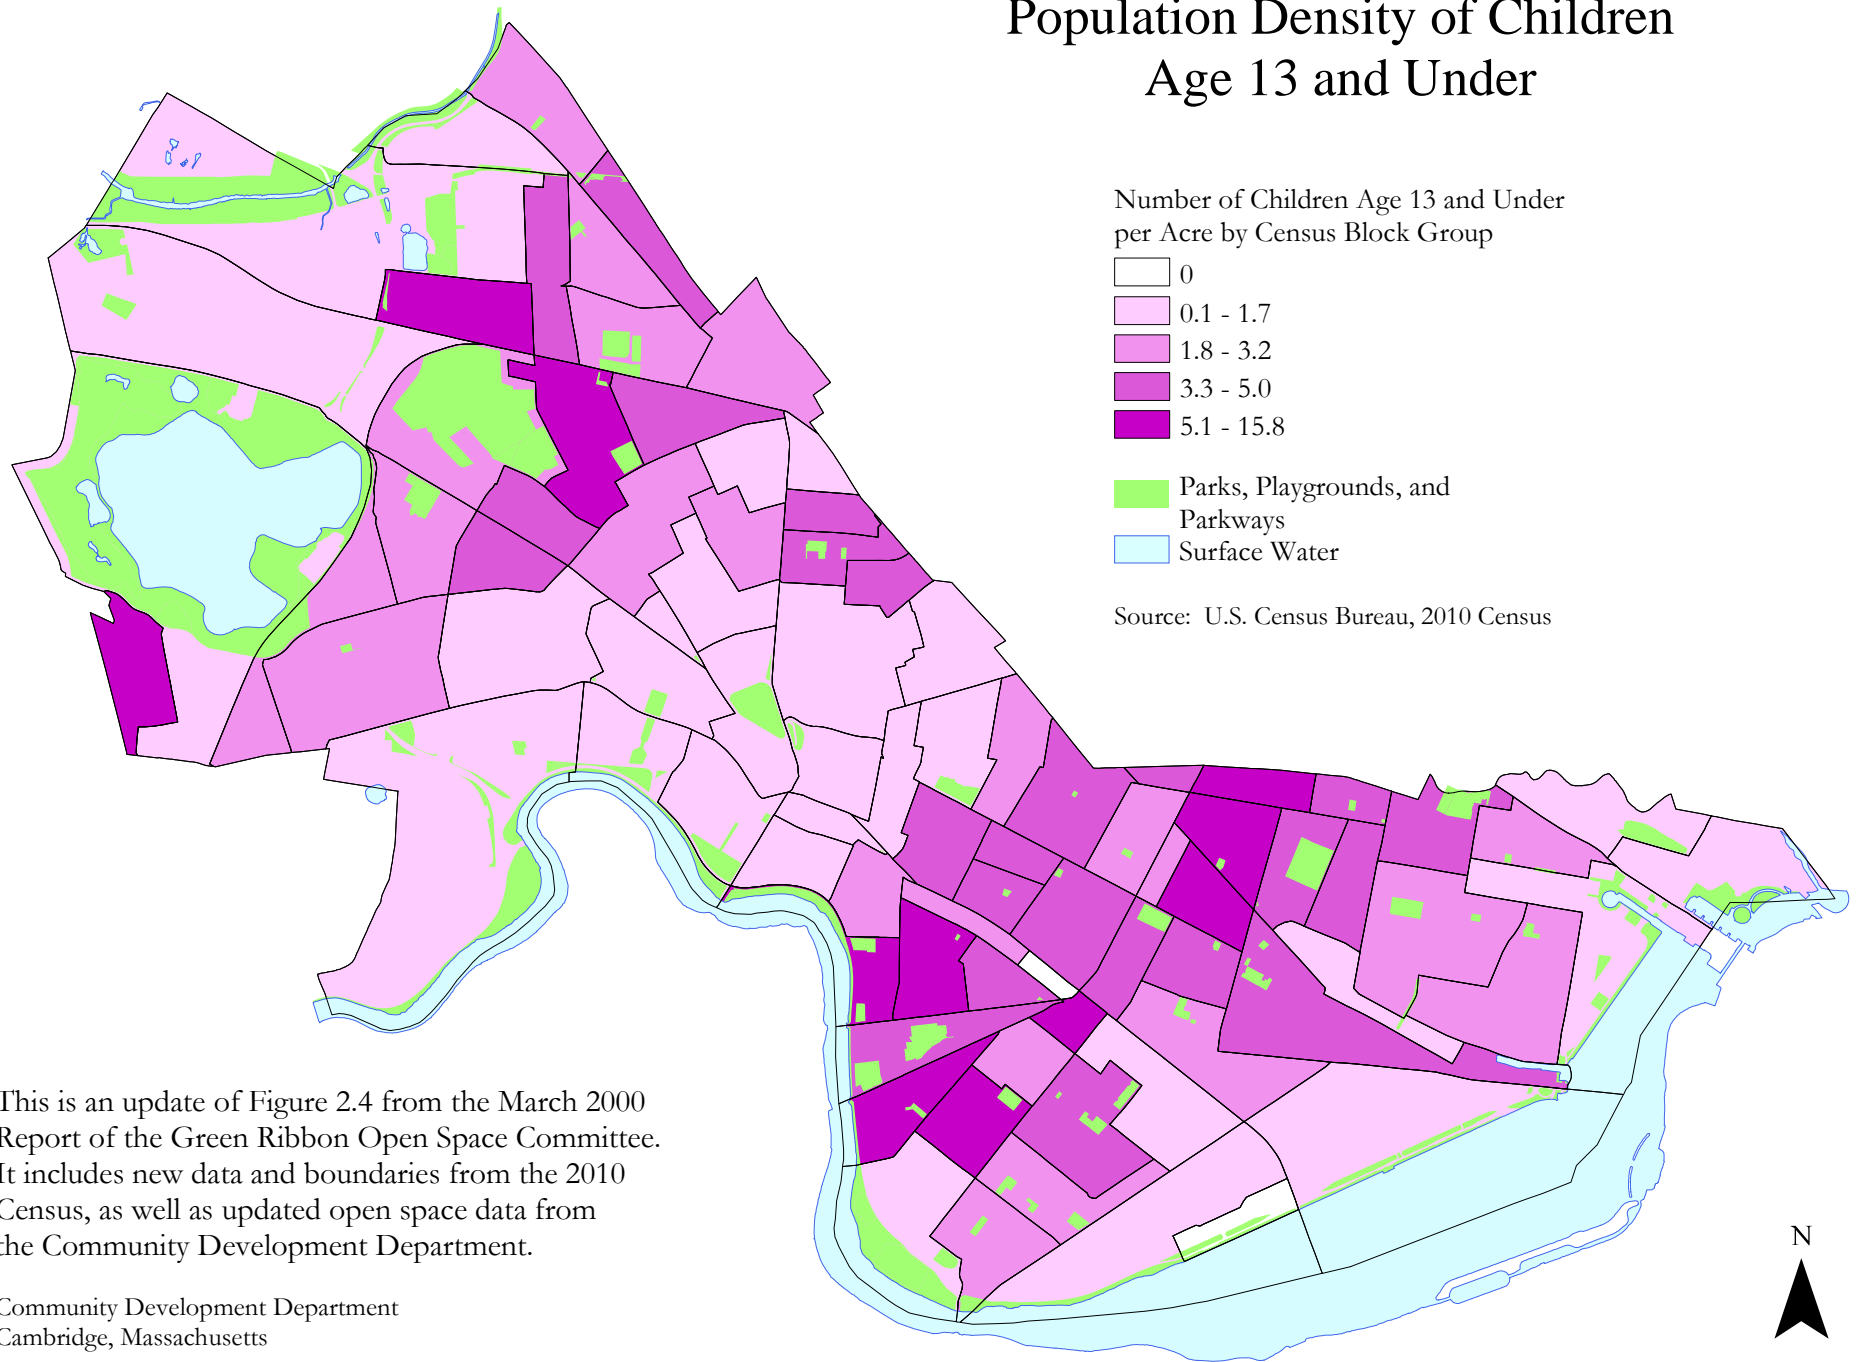 Population Density of Children
Age 13 and Under
Number of Children Age 13 and Under
per Acre by Census Block Group
0
0.1 - 1.7
1.8 - 3.2
3.3 - 5.0
5.1 - 15.8
Parks, Playgrounds, and
Parkways
Surface Water
Source: U.S. Census Bureau, 2010 Census
This is an update of Figure 2.4 from the March 2000
Report of the Green Ribbon Open Space Committee.
It includes new data and boundaries from the 2010
Census, as well as updated open space data from
the Community Development Department.
Community Development Department
Cambridge, Massachusetts
N